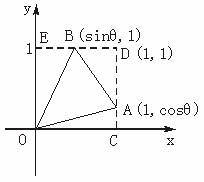 y
E B(sinθ,1)
1 D(1,1)
A(1,cosθ)
O C x